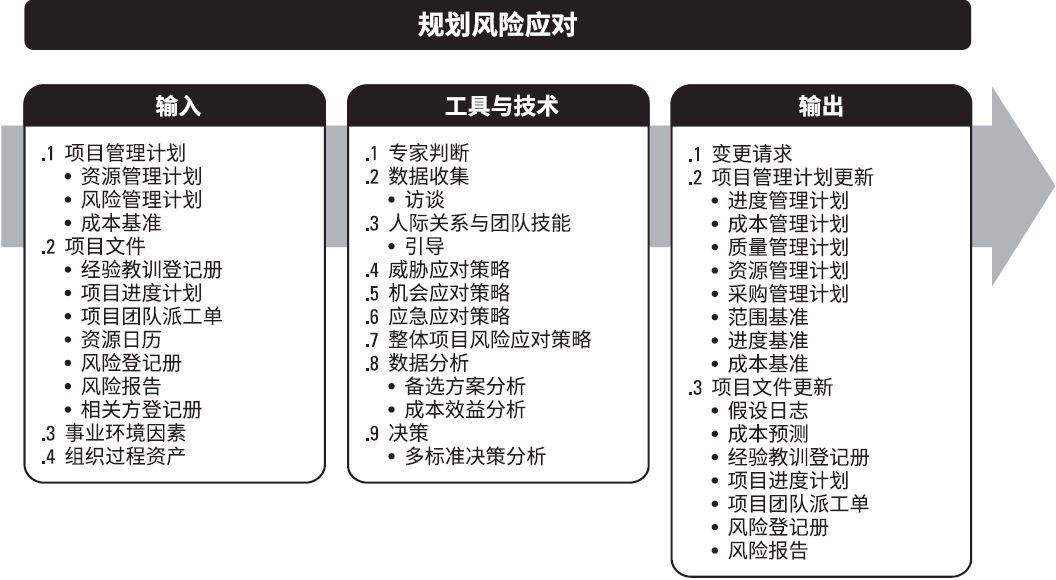 规划风险应对
输入
.1 项目管理计划
• 资源管理计划
• 风险管理计划
• 成本基准
.2 项目文件
• 经验教训登记册
• 项目进度计划
• 项目团队派工单
• 资源日历
• 风险登记册
• 风险报告
• 相关方登记册
.3 事业环境因素
.4 组织过程资产
工具与技术
.1 专家判断
.2 数据收集
• 访谈
.3 人际关系与团队技能
• 引导
.4 威胁应对策略
.5 机会应对策略
.6 应急应对策略
.7 整体项目风险应对策略
.8 数据分析
• 备选方案分析
• 成本效益分析
.9 决策
• 多标准决策分析
输出
.1 变更请求
.2 项目管理计划更新
• 进度管理计划
• 成本管理计划
• 质量管理计划
• 资源管理计划
• 采购管理计划
• 范围基准
• 进度基准
• 成本基准
.3 项目文件更新
• 假设日志
• 成本预测
• 经验教训登记册
• 项目进度计划
• 项目团队派工单
• 风险登记册
• 风险报告